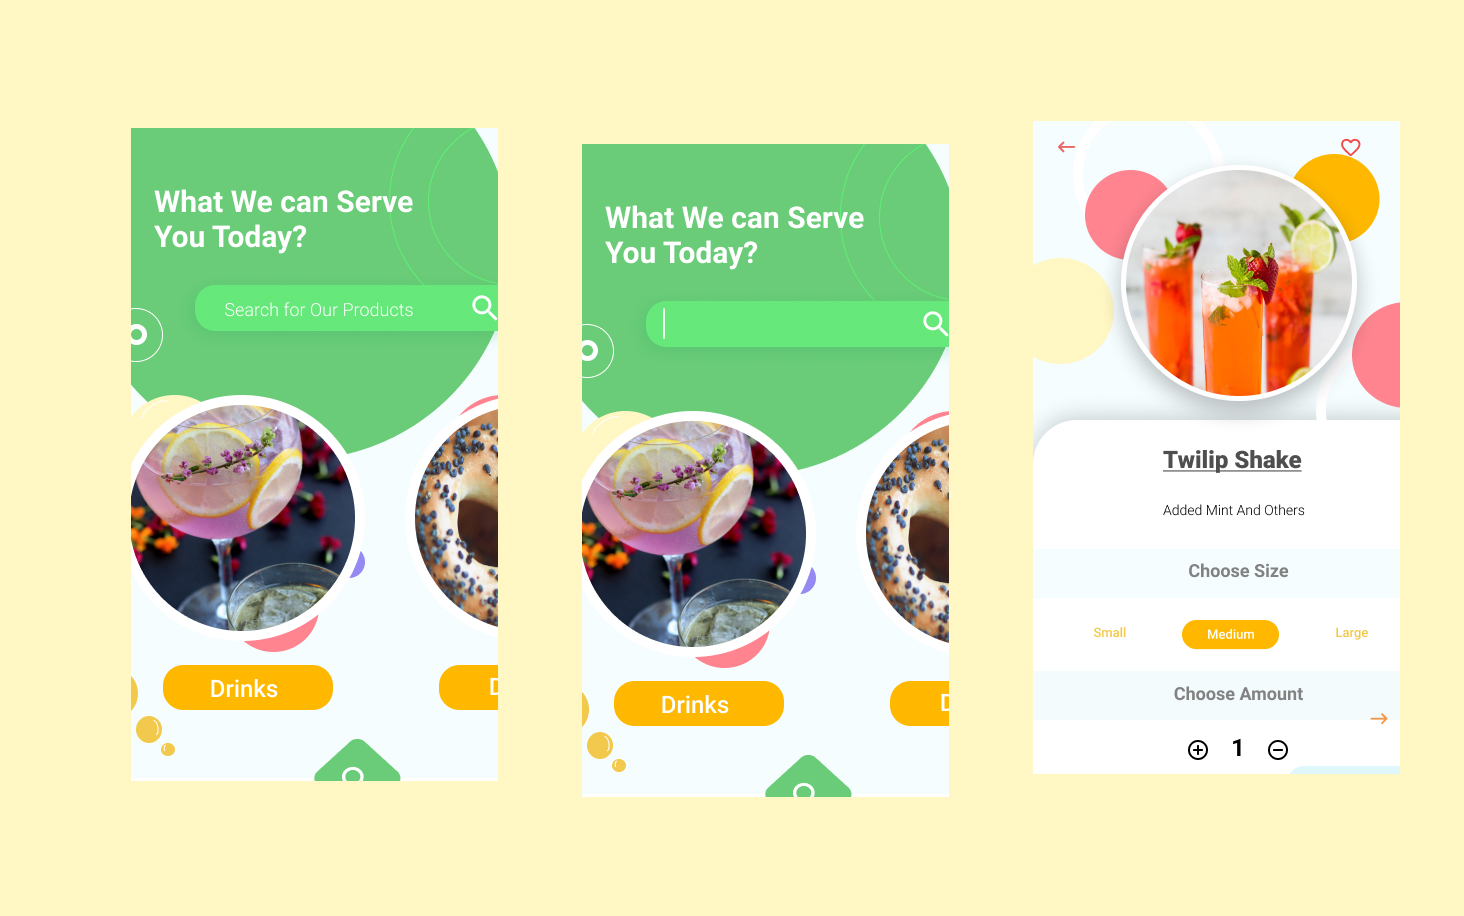 What We can Serve
You Today?
Search for Our Products
Drinks
D
What We can Serve
You Today?
Drinks
D
Twilip Shake
Added Mint And Others
Choose Size
Small
Medium
Large
Choose Amount
1